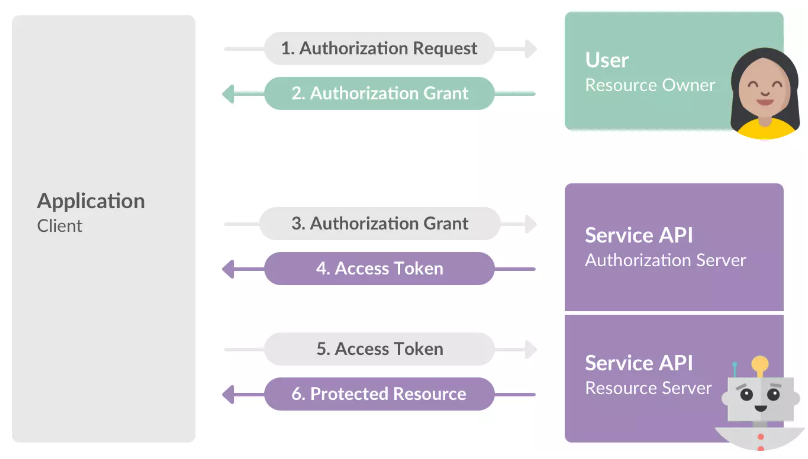 Application
Client
1. Authorization Request
2. Authorization Grant
User
Resource Owner
3. Authorization Grant
4. Access Token
Service API
Authorization Server
5. Access Token
6. Protected Resource
Service API
Resource Server